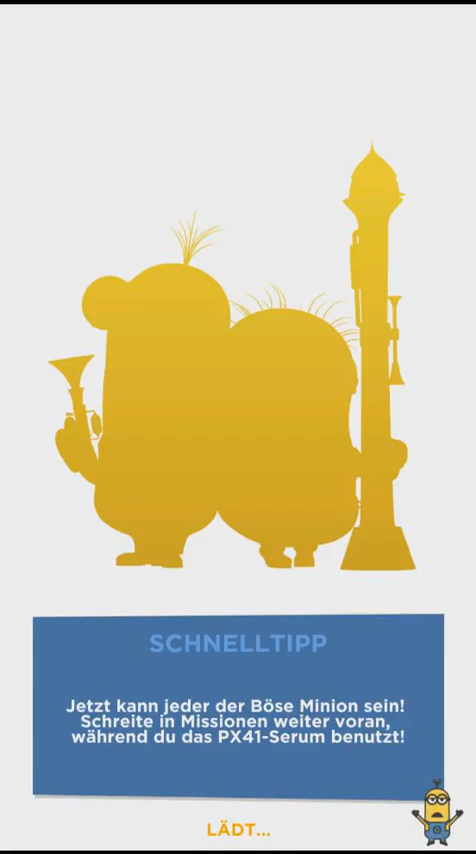 SCHNELLTIPP
Jetzt kann jeder der Böse Minion sein!
Schreite in Missionen weiter voran,
während du das PX41-Serum benutzt!
LÄDT...